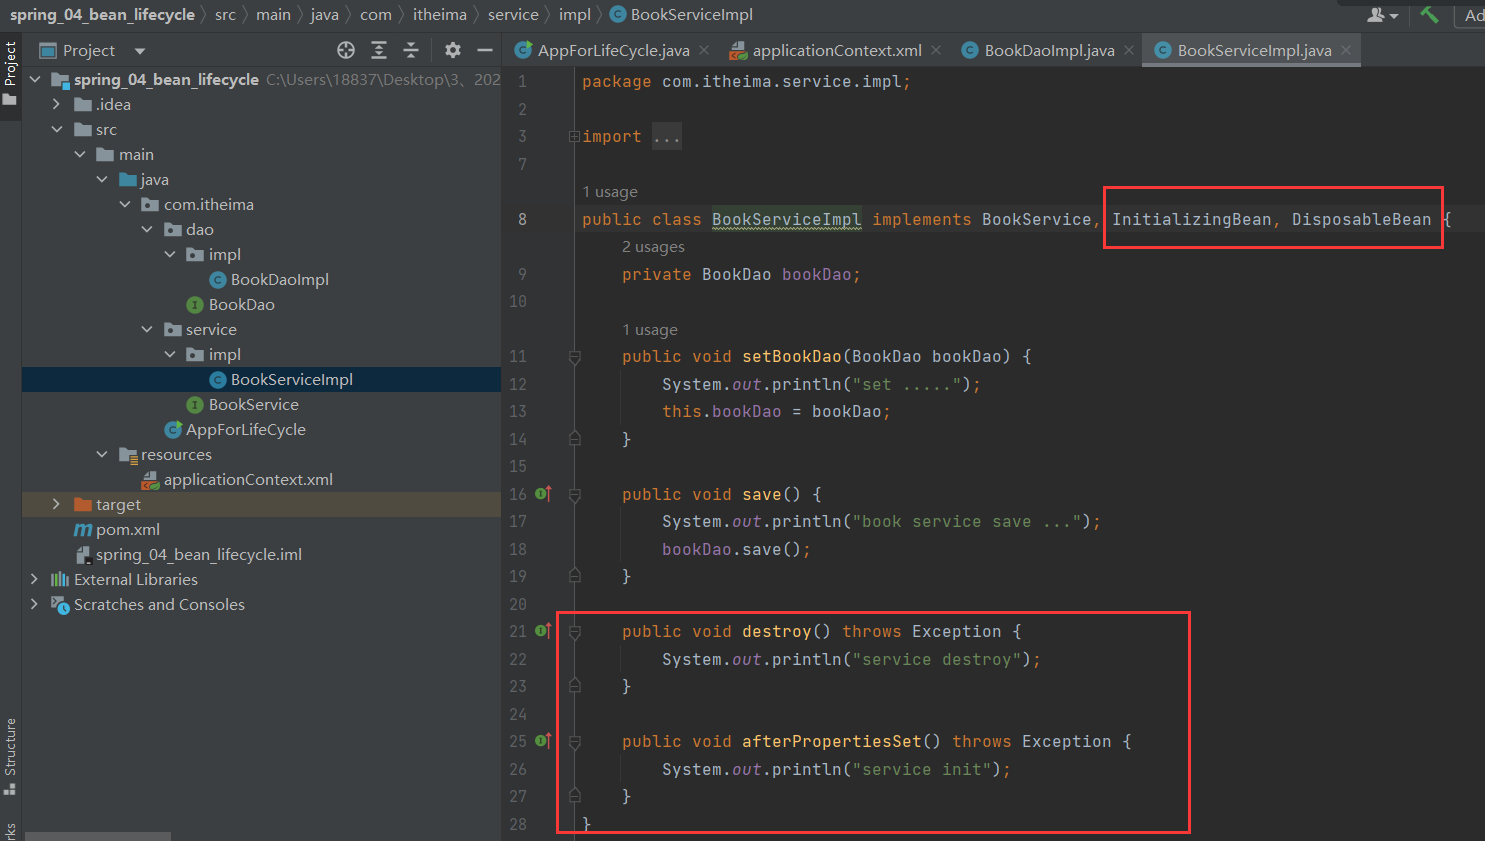 spring_04_bean_lifecycle 〉 src 〉 main 〉 java 〉 com 〉 itheima 〉 service 〉 impl 〉 BookServiceImpl
Project
AppForLifeCycle.java
applicationContext.xml
BookDaoImpl.java
BookServiceImpl.java
Project
spring_04_bean_lifecycle C:\Users\18837\Desktop\3、202
.idea
src
main
java
com.itheima
dao
impl
BookDaoImpl
BookDao
service
impl
BookServiceImpl
BookService
AppForLifeCycle
resources
applicationContext.xml
target
pom.xml
spring_04_bean_lifecycle.iml
External Libraries
Scratches and Consoles
Structure
1 package com.itheima.service.impl;
2
3 import ...
7
1 usage
8 public class BookServiceImpl implements BookService, InitializingBean, DisposableBean {
2 usages
9 private BookDao bookDao;
10
1 usage
11 public void setBookDao(BookDao bookDao) {
12 System.out.println("set .....");
13 this.bookDao = bookDao;
14 }
15
16 public void save() {
17 System.out.println("book service save ...");
18 bookDao.save();
19 }
20
21 public void destroy() throws Exception {
22 System.out.println("service destroy");
23 }
24
25 public void afterPropertiesSet() throws Exception {
26 System.out.println("service init");
27 }
28 }